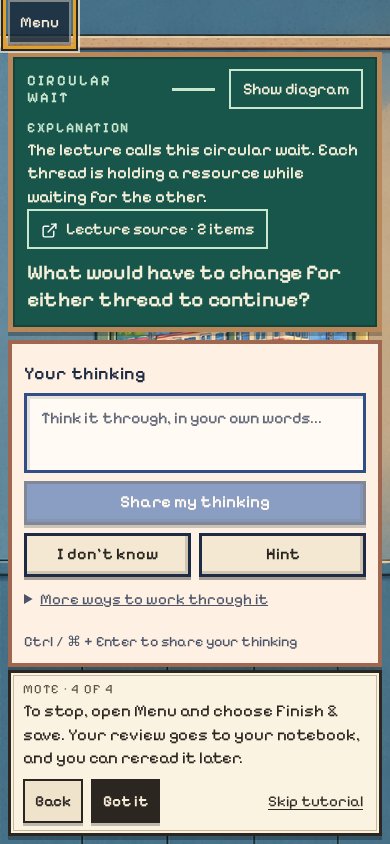 Menu
CIRCULAR
WAIT
Show diagram
EXPLANATION
The lecture calls this circular wait. Each
thread is holding a resource while
waiting for the other.
Lecture source · 2 items
What would have to change for
either thread to continue?
Your thinking
Think it through, in your own words...
Share my thinking
I don't know
Hint
More ways to work through it
Ctrl / ⌘ + Enter to share your thinking
MOTE · 4 OF 4
To stop, open Menu and choose Finish &
save. Your review goes to your notebook,
and you can reread it later.
Back
Got it
Skip tutorial